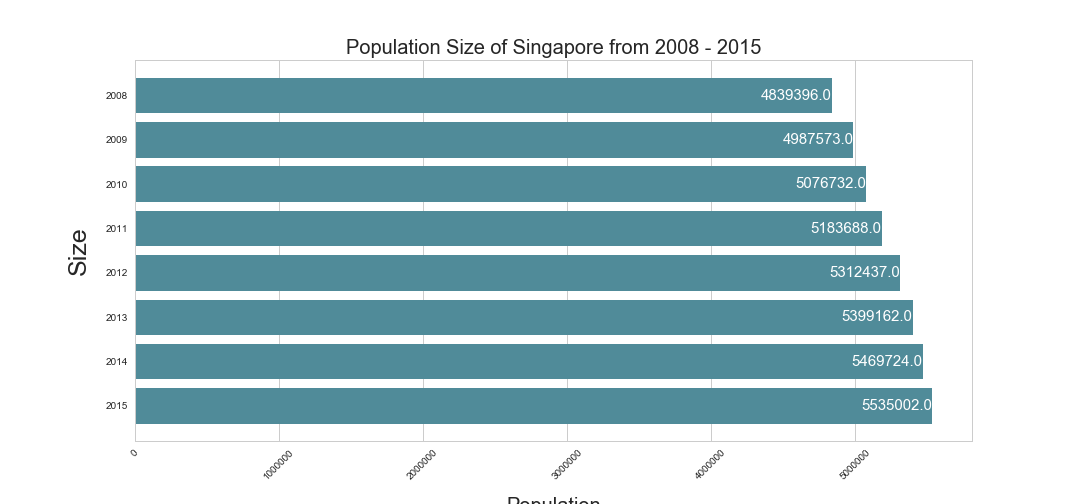 Population Size of Singapore from 2008 - 2015
Size
2008 4839396.0
2009 4987573.0
2010 5076732.0
2011 5183688.0
2012 5312437.0
2013 5399162.0
2014 5469724.0
2015 5535002.0
0 1000000 2000000 3000000 4000000 5000000
Population